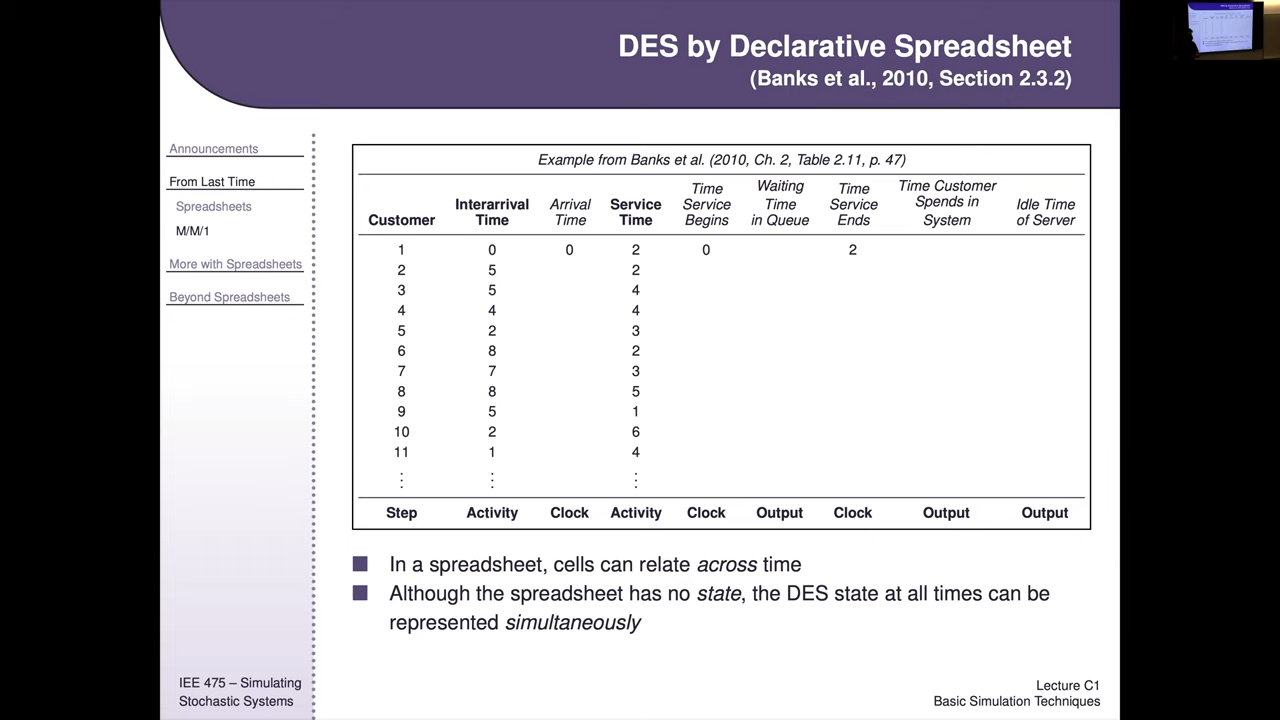 DES by Declarative Spreadsheet
(Banks et al., 2010, Section 2.3.2)
Announcements
From Last Time
Spreadsheets
M/M/1
More with Spreadsheets
Beyond Spreadsheets
Example from Banks et al. (2010, Ch. 2, Table 2.11, p. 47)
Customer Interarrival Time Arrival Time Service Time Time Service Begins Waiting Time in Queue Time Service Ends Time Customer Spends in System Idle Time of Server
1 0 0 2 0 2
2 5 2
3 5 4
4 4 4
5 2 3
6 8 2
7 7 3
8 8 5
9 5 1
10 2 6
11 1 4
⋮ ⋮ ⋮
Step Activity Clock Activity Clock Output Clock Output Output
In a spreadsheet, cells can relate across time
Although the spreadsheet has no state, the DES state at all times can be
represented simultaneously
IEE 475 – Simulating
Stochastic Systems
Lecture C1
Basic Simulation Techniques